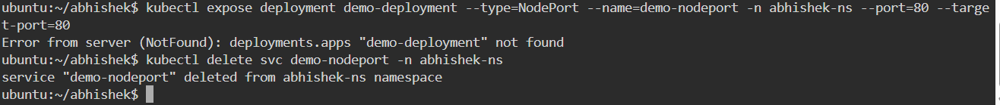 ubuntu:~/abhishek$ kubectl expose deployment demo-deployment --type=NodePort --name=demo-nodeport -n abhishek-ns --port=80 --targe
t-port=80
Error from server (NotFound): deployments.apps "demo-deployment" not found
ubuntu:~/abhishek$ kubectl delete svc demo-nodeport -n abhishek-ns
service "demo-nodeport" deleted from abhishek-ns namespace
ubuntu:~/abhishek$